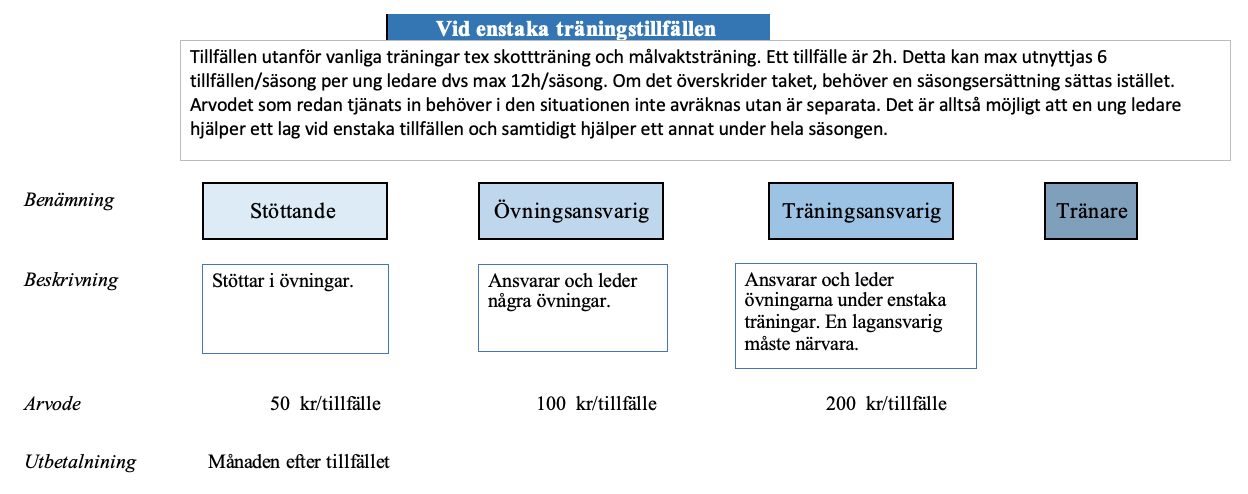 Vid enstaka träningstillfällen
Tillfällen utanför vanliga träningar tex skottträning och målvaktsträning. Ett tillfälle är 2h. Detta kan max utnyttjas 6
tillfällen/säsong per ung ledare dvs max 12h/säsong. Om det överskrider taket, behöver en säsongsersättning sättas istället.
Arvodet som redan tjänats in behöver i den situationen inte avräknas utan är separata. Det är alltså möjligt att en ung ledare
hjälper ett lag vid enstaka tillfällen och samtidigt hjälper ett annat under hela säsongen.
Benämning
Stöttande
Övningsansvarig
Träningsansvarig
Tränare
Beskrivning
Stöttar i övningar.
Ansvarar och leder
några övningar.
Ansvarar och leder
övningarna under enstaka
träningar. En lagansvarig
måste närvara.
Arvode
50 kr/tillfälle
100 kr/tillfälle
200 kr/tillfälle
Utbetalnining
Månaden efter tillfället